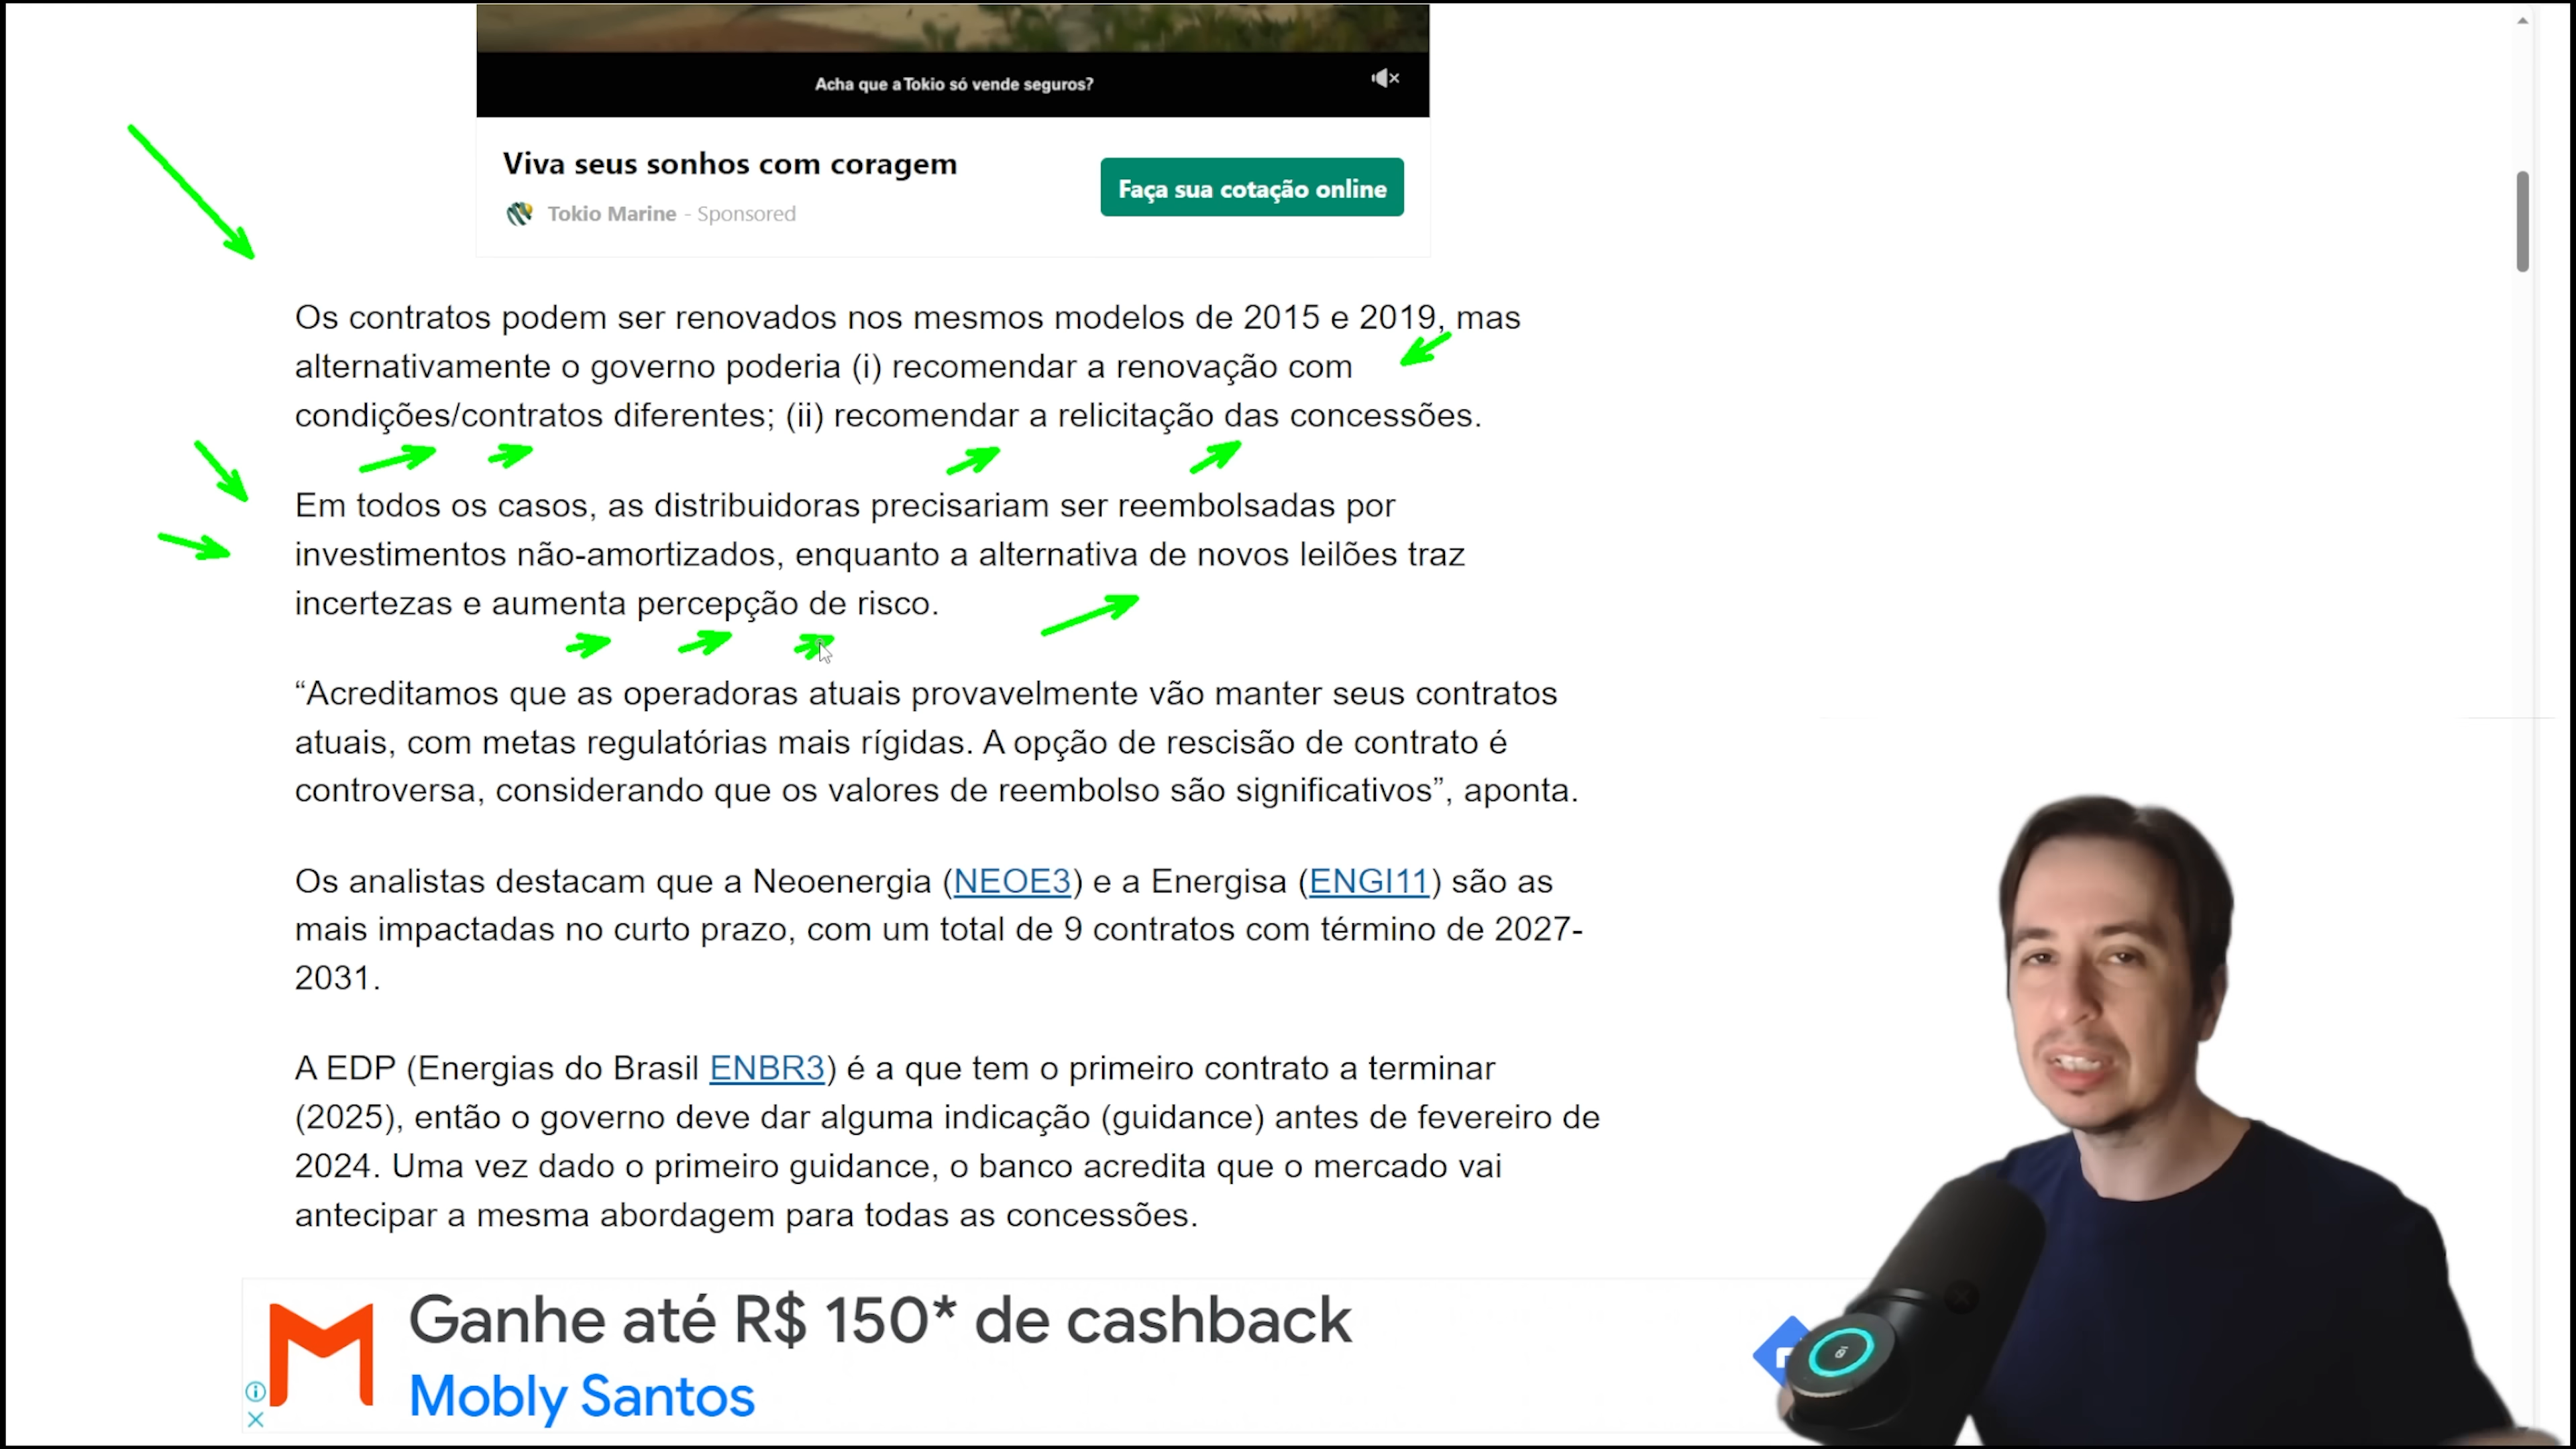 Acha que a Tokio só vende seguros?
Viva seus sonhos com coragem
Faça sua cotação online
Tokio Marine - Sponsored
Os contratos podem ser renovados nos mesmos modelos de 2015 e 2019, mas
alternativamente o governo poderia (i) recomendar a renovação com
condições/contratos diferentes; (ii) recomendar a relicitação das concessões.
Em todos os casos, as distribuidoras precisariam ser reembolsadas por
investimentos não-amortizados, enquanto a alternativa de novos leilões traz
incertezas e aumenta percepção de risco.
“Acreditamos que as operadoras atuais provavelmente vão manter seus contratos
atuais, com metas regulatórias mais rígidas. A opção de rescisão de contrato é
controversa, considerando que os valores de reembolso são significativos”, aponta.
Os analistas destacam que a Neoenergia (NEOE3) e a Energisa (ENGI11) são as
mais impactadas no curto prazo, com um total de 9 contratos com término de 2027-
2031.
A EDP (Energias do Brasil ENBR3) é a que tem o primeiro contrato a terminar
(2025), então o governo deve dar alguma indicação (guidance) antes de fevereiro de
2024. Uma vez dado o primeiro guidance, o banco acredita que o mercado vai
antecipar a mesma abordagem para todas as concessões.
Ganhe até R$ 150* de cashback
Mobly Santos